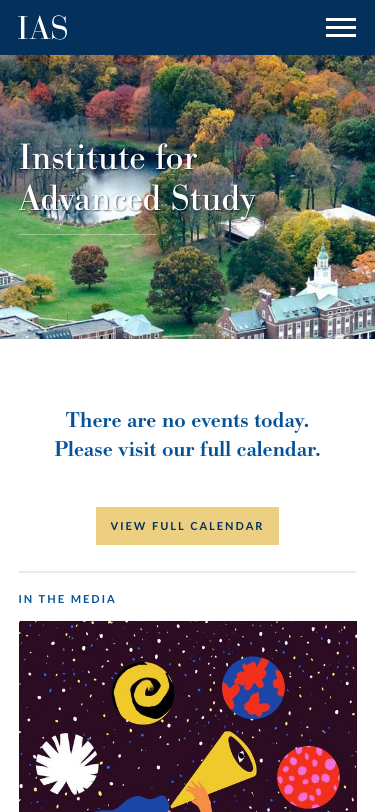 IAS
Institute for
Advanced Study
There are no events today.
Please visit our full calendar.
VIEW FULL CALENDAR
IN THE MEDIA